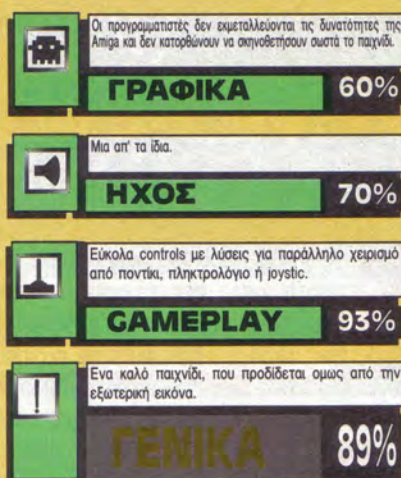 Οι προγραμματιστές δεν εκμεταλλεύονται τις δυνατότητες της
Amiga και δεν κατορθώνουν να σκηνοθετήσουν σωστά το παιχνίδι.
ΓΡΑΦΙΚΑ 60%
Μια απ' τα ίδια.
ΗΧΟΣ 70%
Εύκολα controls με λύσεις για παράλληλο χειρισμό
από ποντίκι, πληκτρολόγιο ή joystic.
GAMEPLAY 93%
Ενα καλό παιχνίδι, που προδίδεται ομως από την
εξωτερική εικόνα.
ΓΕΝΙΚΑ 89%